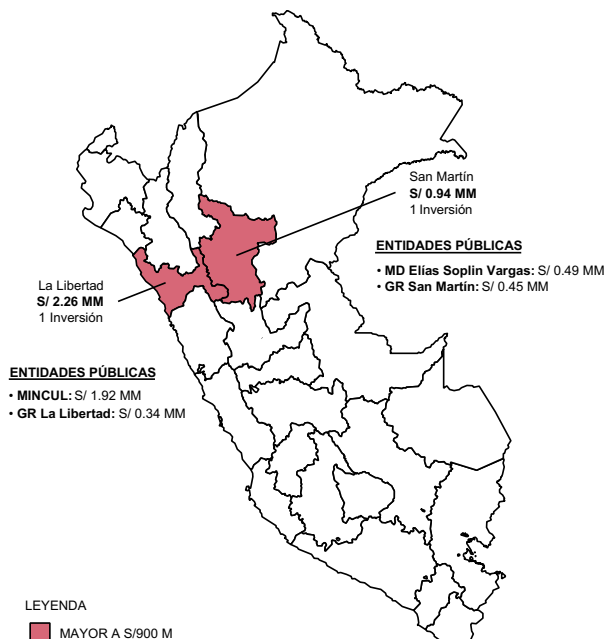 San Martín
S/ 0.94 MM
1 Inversión
ENTIDADES PÚBLICAS
• MD Elías Soplin Vargas: S/ 0.49 MM
• GR San Martín: S/ 0.45 MM
La Libertad
S/ 2.26 MM
1 Inversión
ENTIDADES PÚBLICAS
• MINCUL: S/ 1.92 MM
• GR La Libertad: S/ 0.34 MM
LEYENDA
MAYOR A S/900 M